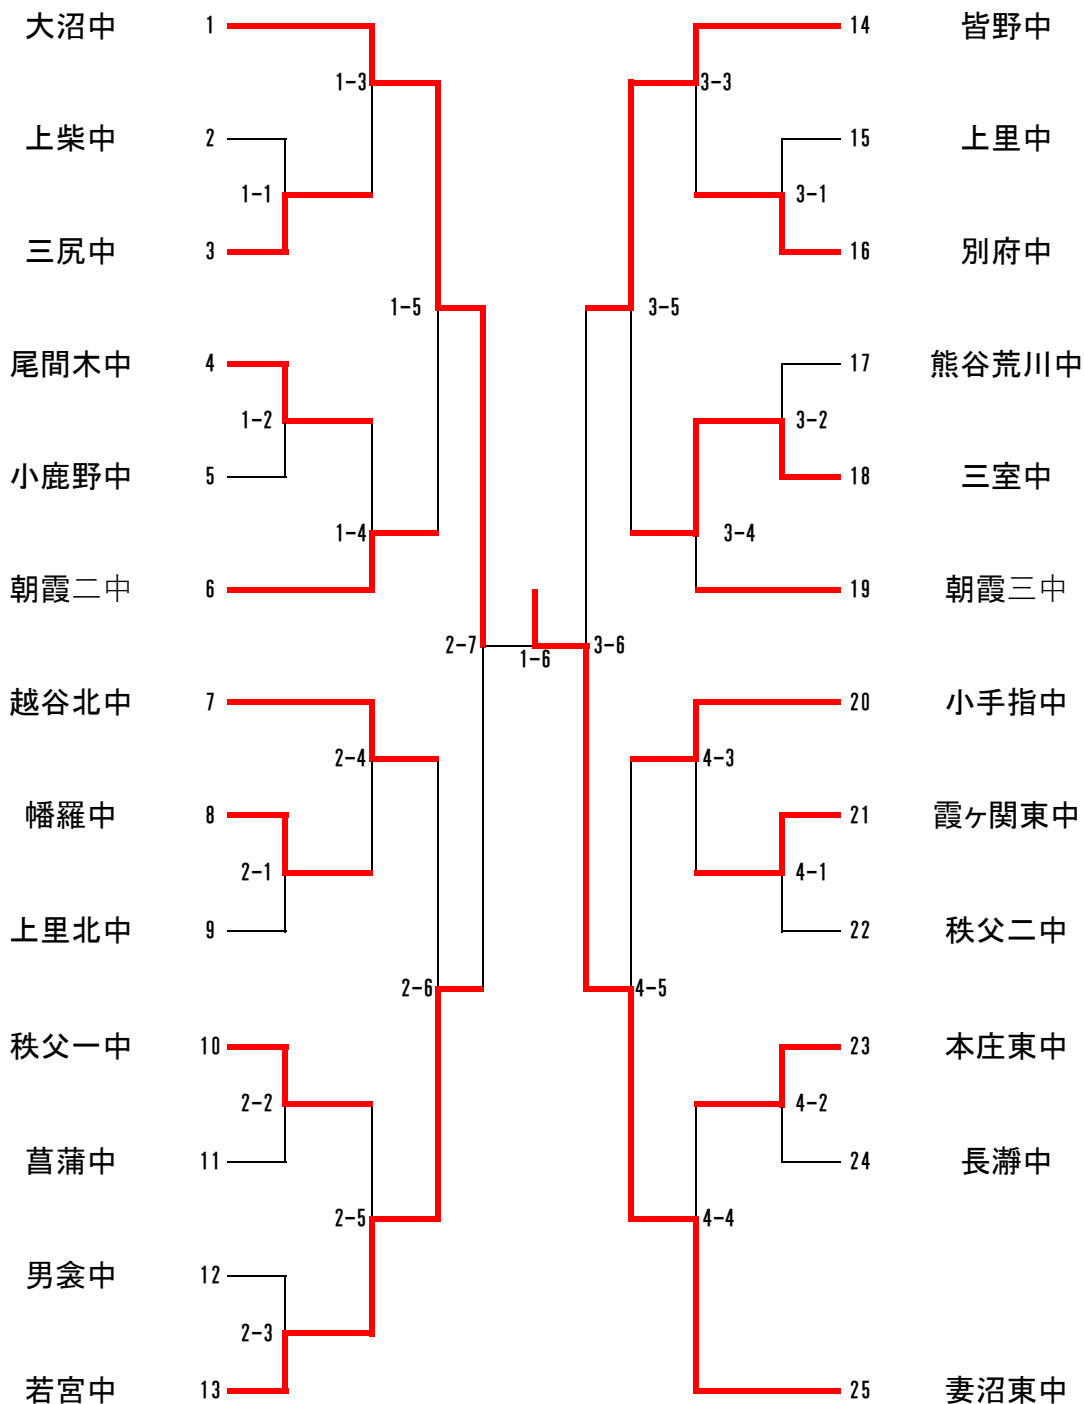 大沼中 1 14 皆野中
1-3 3-3
上柴中 2 15 上里中
1-1 3-1
三尻中 3 16 別府中
1-5 3-5
尾間木中 4 17 熊谷荒川中
1-2 3-2
小鹿野中 5 18 三室中
1-4 3-4
朝霞二中 6 19 朝霞三中
2-7 1-6 3-6
越谷北中 7 20 小手指中
2-4 4-3
幡羅中 8 21 霞ヶ関東中
2-1 4-1
上里北中 9 22 秩父二中
2-6 4-5
秩父一中 10 23 本庄東中
2-2 4-2
菖蒲中 11 24 長瀞中
2-5 4-4
男衾中 12
2-3
若宮中 13 25 妻沼東中